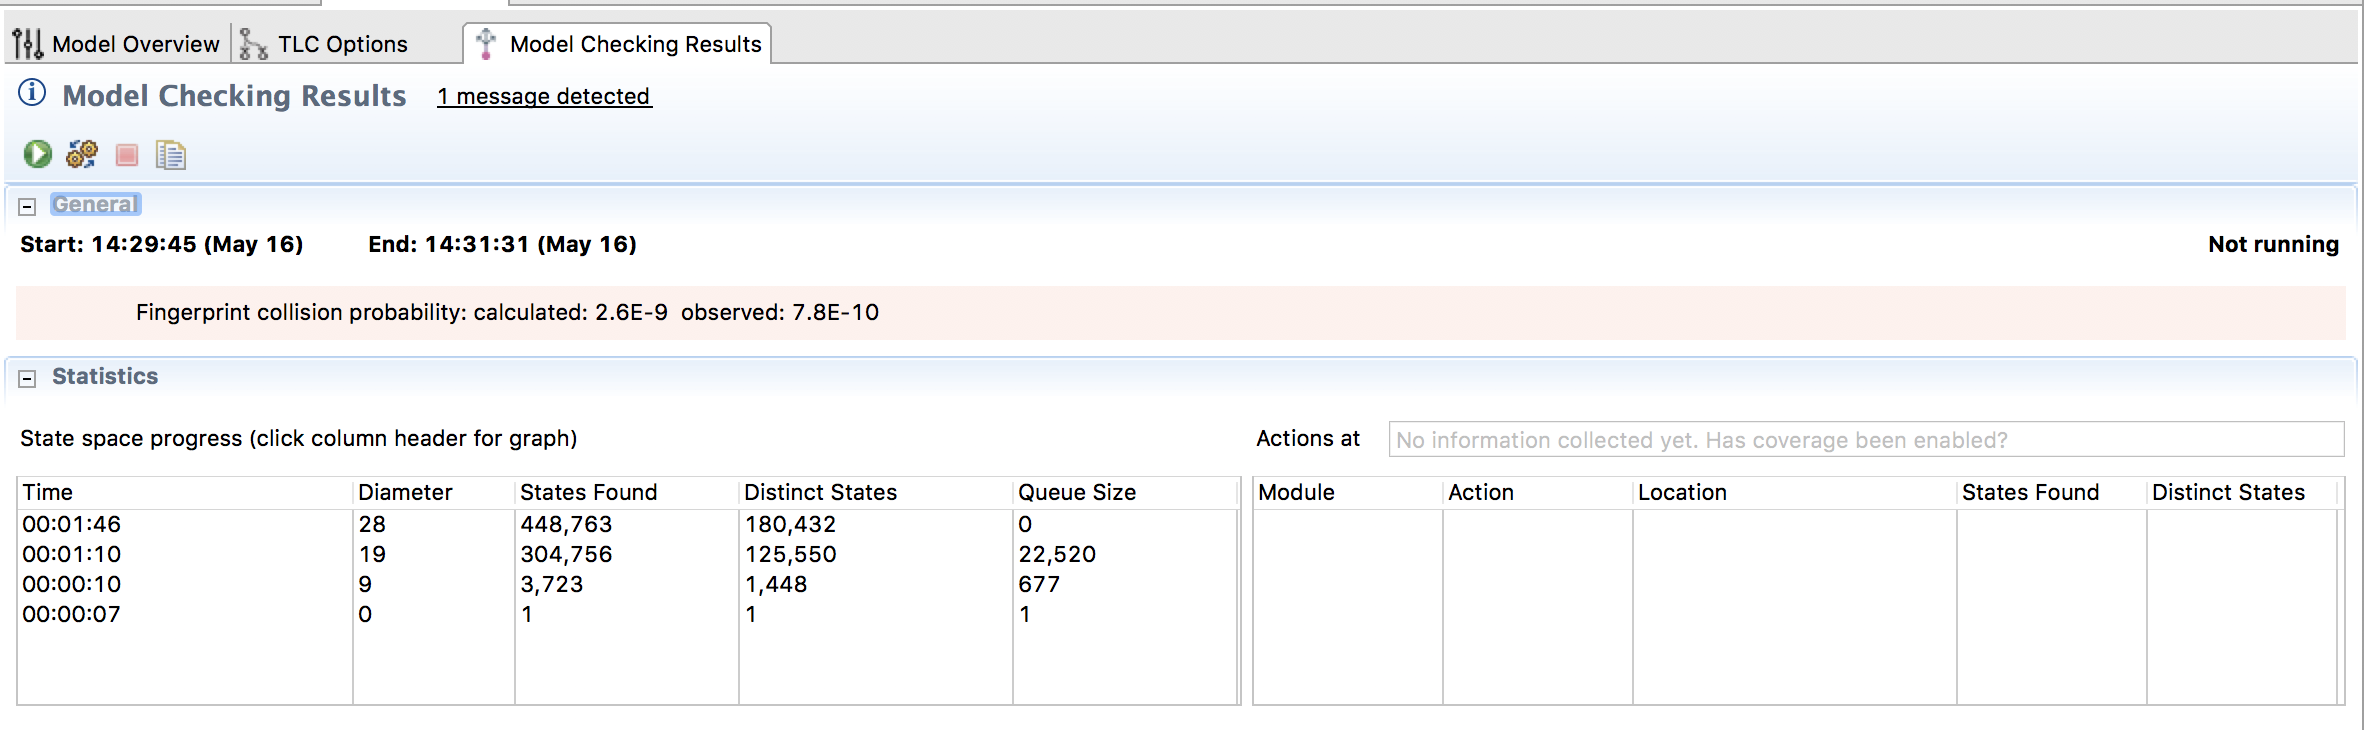 Model Overview TLC Options Model Checking Results
Model Checking Results 1 message detected
General
Start: 14:29:45 (May 16) End: 14:31:31 (May 16) Not running
Fingerprint collision probability: calculated: 2.6E-9 observed: 7.8E-10
Statistics
State space progress (click column header for graph) Actions at No information collected yet. Has coverage been enabled?
Time Diameter States Found Distinct States Queue Size Module Action Location States Found Distinct States
00:01:46 28 448,763 180,432 0
00:01:10 19 304,756 125,550 22,520
00:00:10 9 3,723 1,448 677
00:00:07 0 1 1 1